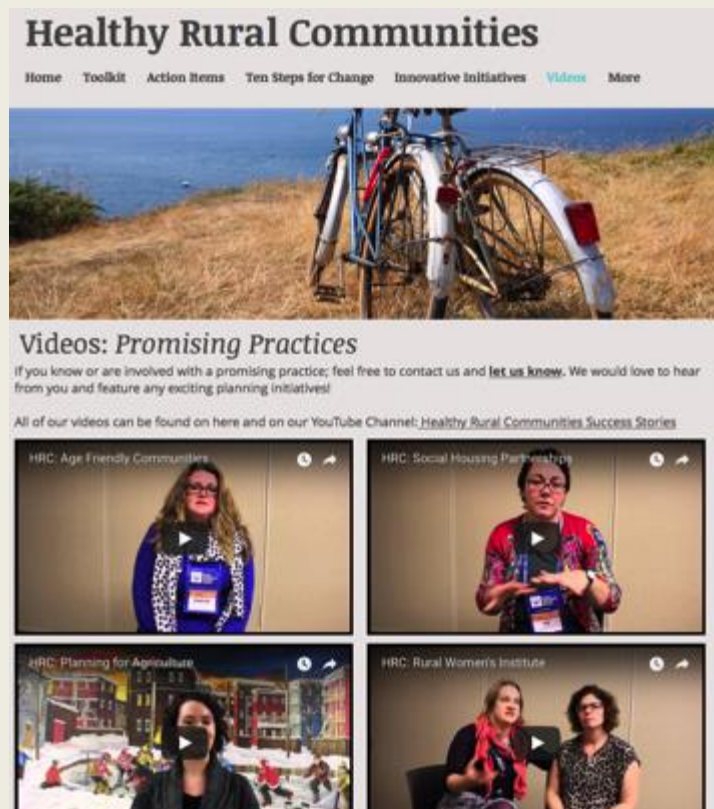 Healthy Rural Communities
Home Toolkit Action Items Ten Steps for Change Innovative Initiatives Videos More
Videos: Promising Practices
If you know or are involved with a promising practice; feel free to contact us and let us know. We would love to hear
from you and feature any exciting planning initiatives!
All of our videos can be found on here and on our YouTube Channel: Healthy Rural Communities Success Stories
HRC: Age Friendly Communities
HRC: Social Housing Partnerships
HRC: Planning for Agriculture
HRC: Rural Women's Institute